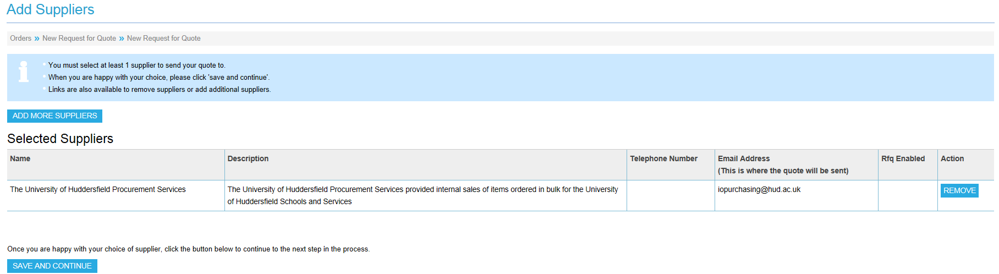 Add Suppliers
Orders » New Request for Quote » New Request for Quote
You must select at least 1 supplier to send your quote to.
When you are happy with your choice, please click 'save and continue'.
Links are also available to remove suppliers or add additional suppliers.
ADD MORE SUPPLIERS
Selected Suppliers
Name Description Telephone Number Email Address Rfq Enabled Action
(This is where the quote will be sent)
The University of Huddersfield Procurement Services The University of Huddersfield Procurement Services provided internal sales of items ordered in bulk for the University iopurchasing@hud.ac.uk REMOVE
of Huddersfield Schools and Services
Once you are happy with your choice of supplier, click the button below to continue to the next step in the process.
SAVE AND CONTINUE